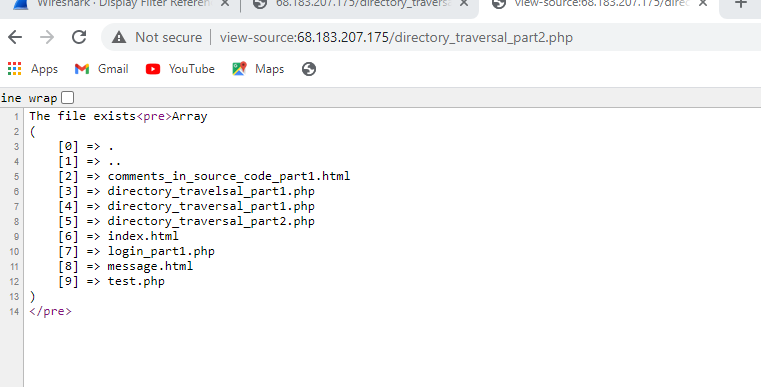 Wireshark · Display Filter Referen
68.183.207.175/directory_traversa
view-source:68.183.207.175/direc
Not secure | view-source:68.183.207.175/directory_traversal_part2.php
Apps Gmail YouTube Maps
ine wrap
1 The file exists<pre>Array
2 (
3 [0] => .
4 [1] => ..
5 [2] => comments_in_source_code_part1.html
6 [3] => directory_travelsal_part1.php
7 [4] => directory_traversal_part1.php
8 [5] => directory_traversal_part2.php
9 [6] => index.html
10 [7] => login_part1.php
11 [8] => message.html
12 [9] => test.php
13 )
14 </pre>